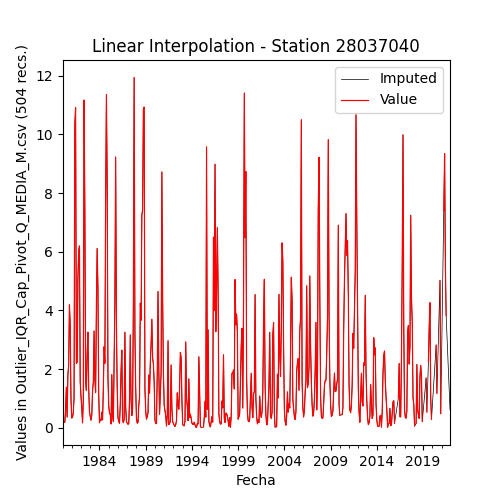 Linear Interpolation - Station 28037040
Values in Outlier_IQR_Cap_Pivot_Q_MEDIA_M.csv (504 recs.)
Imputed
Value
12
10
8
6
4
2
0
1984 1989 1994 1999 2004 2009 2014 2019
Fecha